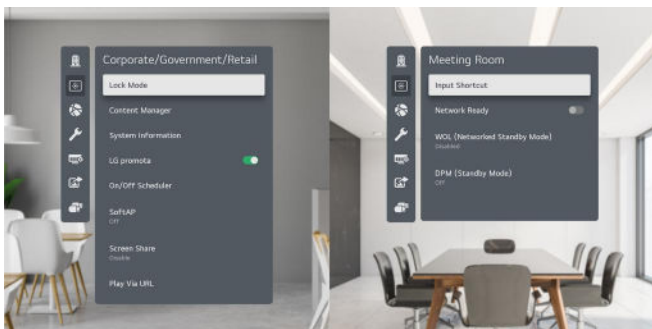 Corporate/Government/Retail
Lock Mode
Content Manager
System Information
LG promota
On/Off Scheduler
SoftAP
Off
Screen Share
Disable
Play Via URL
Meeting Room
Input Shortcut
Network Ready
WOL (Networked Standby Mode)
Disabled
DPM (Standby Mode)
Off